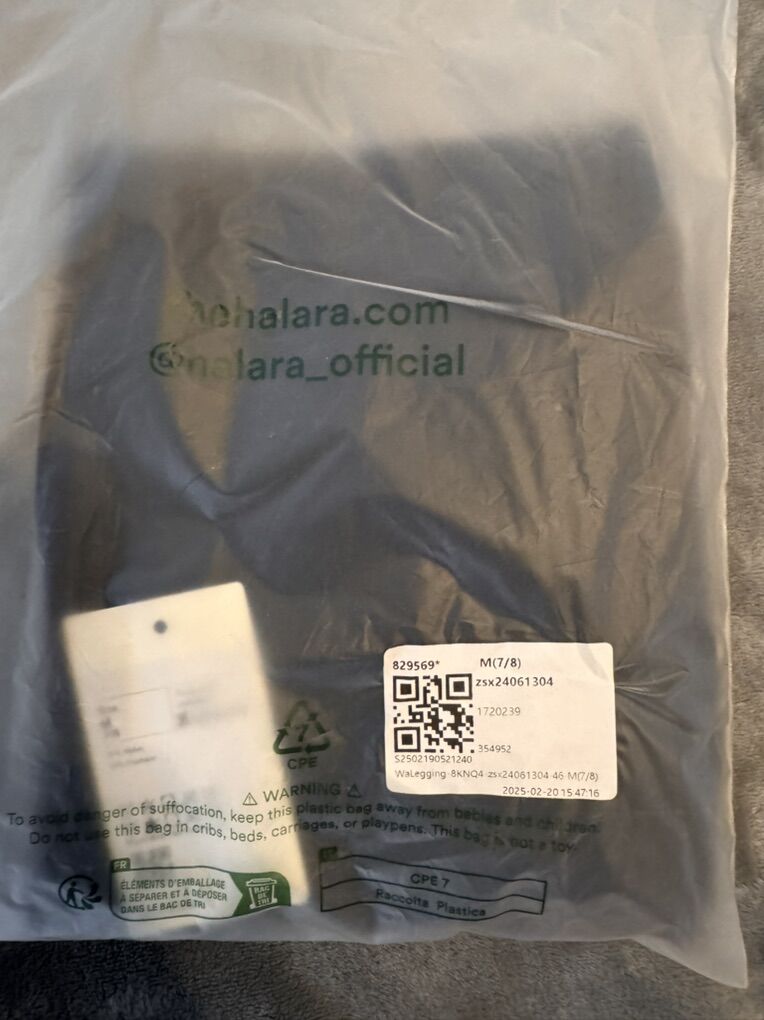 halara.com
@halara_official
829569*
M(7/8)
zsx24061304
1720239
354952
S2502190521240
WaLegging-8KNQ4-zsx24061304-46-M(7/8)
2025-02-20 15:47:16
7
CPE
⚠ WARNING ⚠
To avoid danger of suffocation, keep this plastic bag away from babies and children.
Do not use this bag in cribs, beds, carriages, or playpens. This bag is not a toy.
FR
ÉLÉMENTS D'EMBALLAGE
À SÉPARER ET À DÉPOSER
DANS LE BAC DE TRI
BAC
DE
TRI
CPE 7
Raccolta Plastica